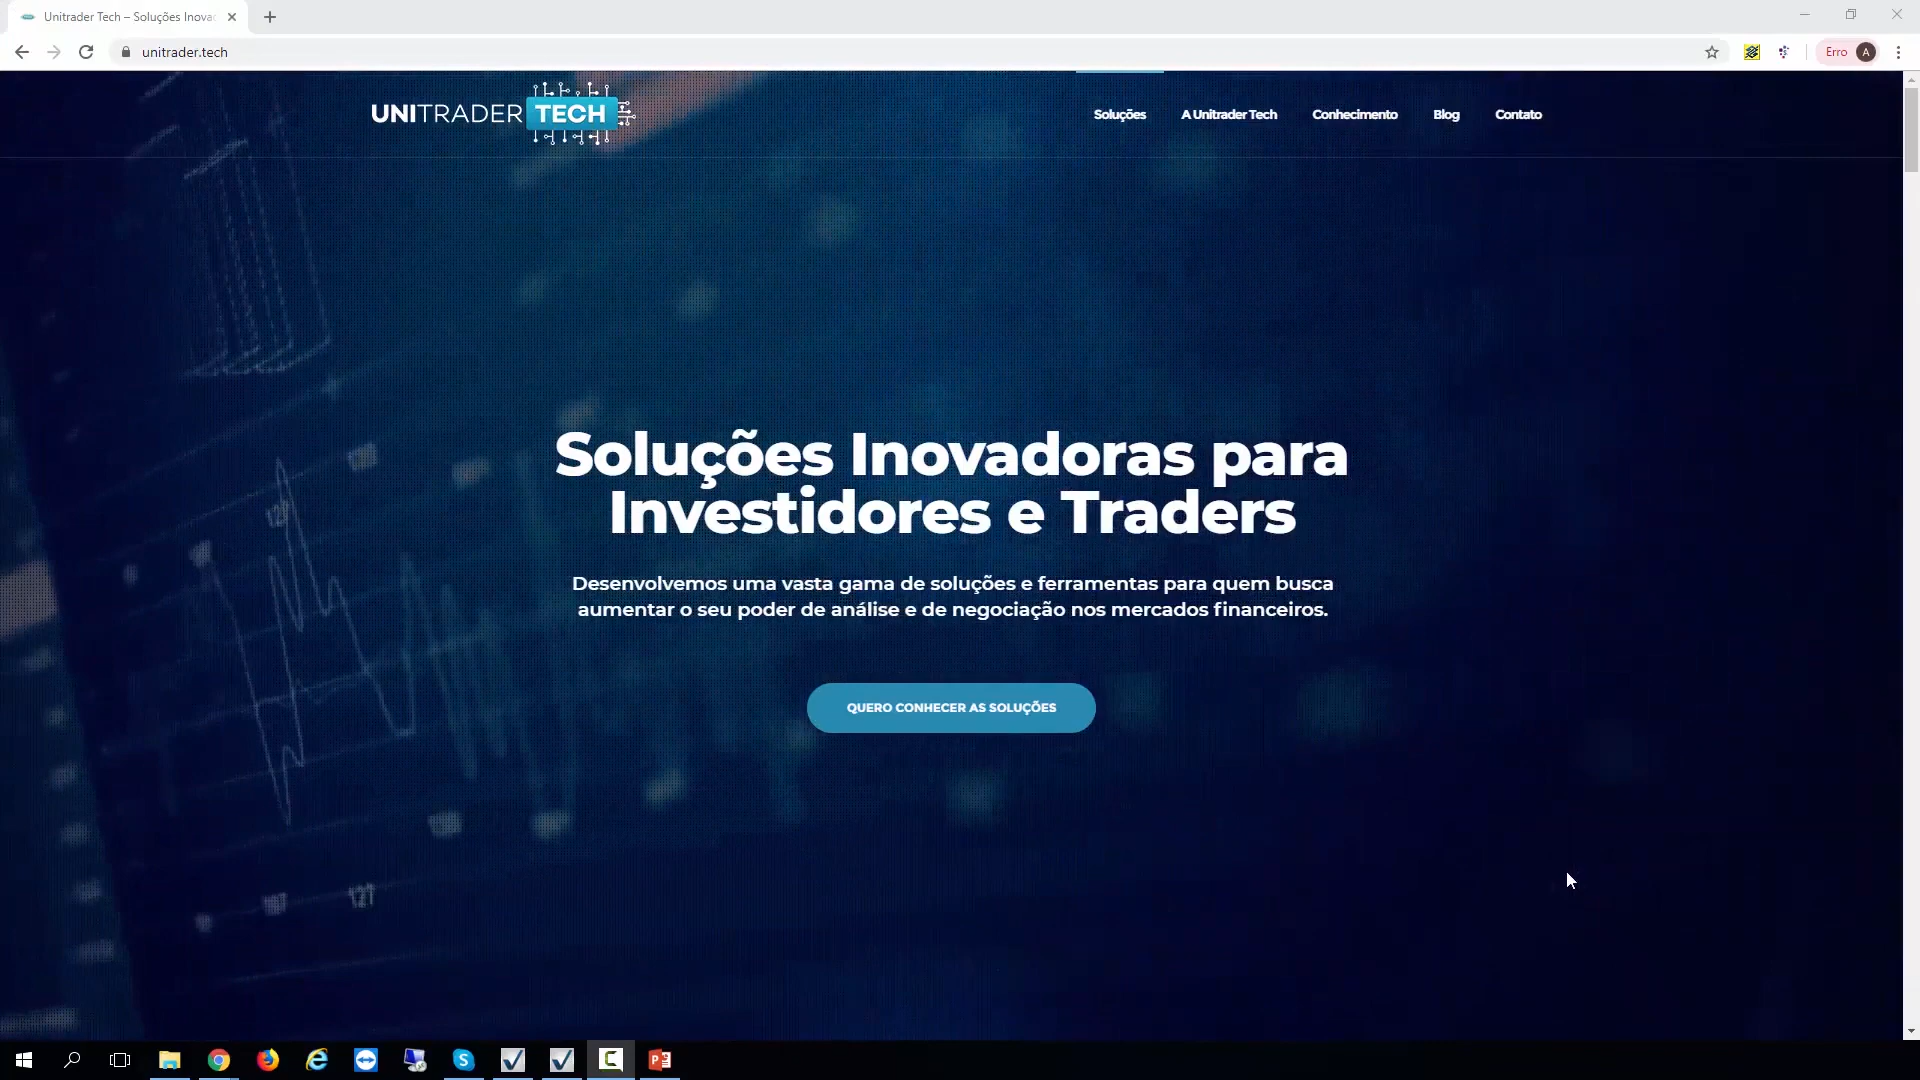 Unitrader Tech – Soluções Inovac
unitrader.tech
Erro A
UNITRADER TECH
Soluções A Unitrader Tech Conhecimento Blog Contato
Soluções Inovadoras para
Investidores e Traders
Desenvolvemos uma vasta gama de soluções e ferramentas para quem busca
aumentar o seu poder de análise e de negociação nos mercados financeiros.
QUERO CONHECER AS SOLUÇÕES